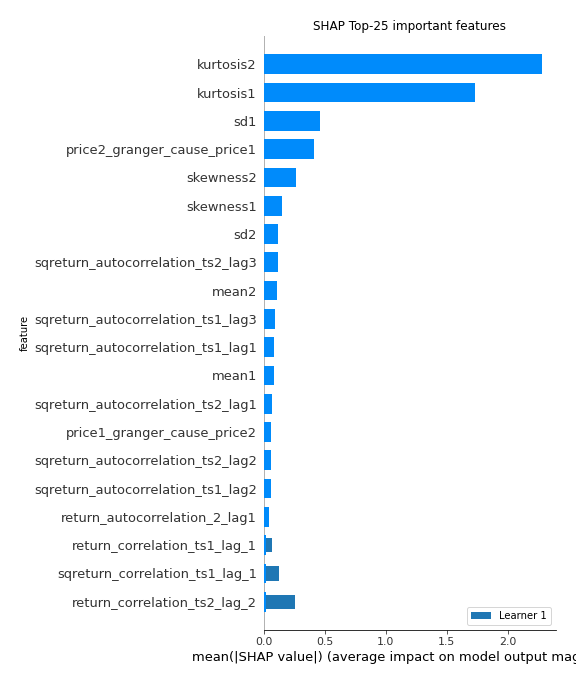 SHAP Top-25 important features
kurtosis2
kurtosis1
sd1
price2_granger_cause_price1
skewness2
skewness1
sd2
sqreturn_autocorrelation_ts2_lag3
mean2
sqreturn_autocorrelation_ts1_lag3
sqreturn_autocorrelation_ts1_lag1
mean1
sqreturn_autocorrelation_ts2_lag1
price1_granger_cause_price2
sqreturn_autocorrelation_ts2_lag2
sqreturn_autocorrelation_ts1_lag2
return_autocorrelation_2_lag1
return_correlation_ts1_lag_1
sqreturn_correlation_ts1_lag_1
return_correlation_ts2_lag_2
feature
Learner 1
0.0 0.5 1.0 1.5 2.0
mean(|SHAP value|) (average impact on model output mag